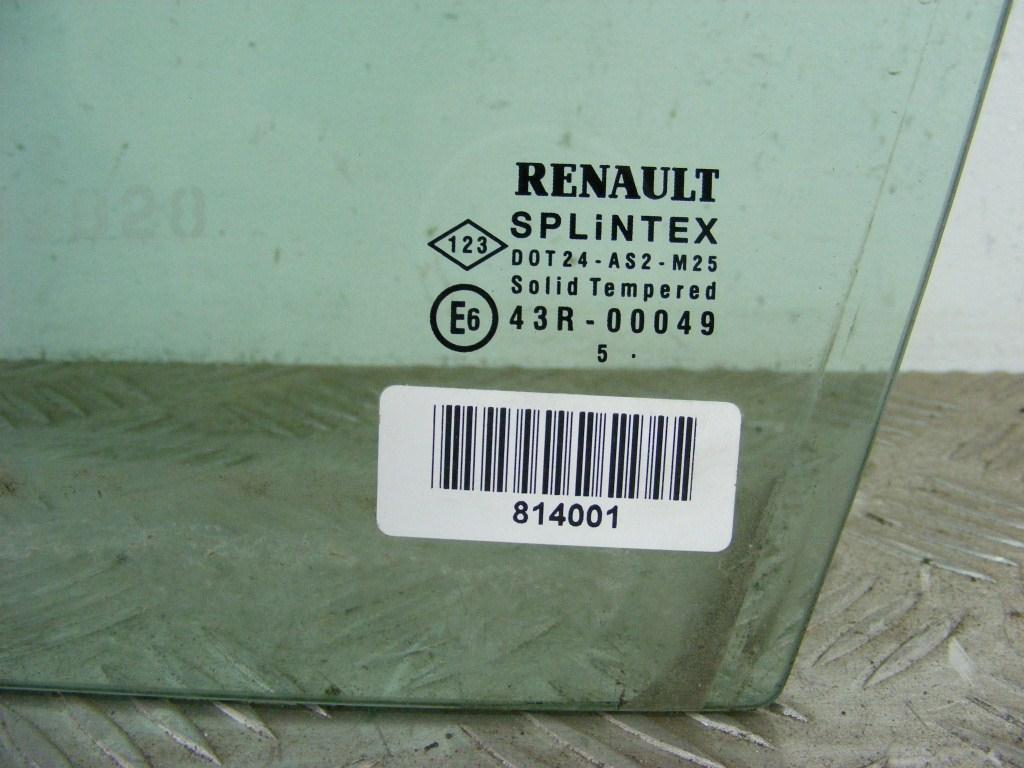 RENAULT
SPLiNTEX
123
DOT24-AS2-M25
Solid Tempered
E6 43R-00049
5 .
814001